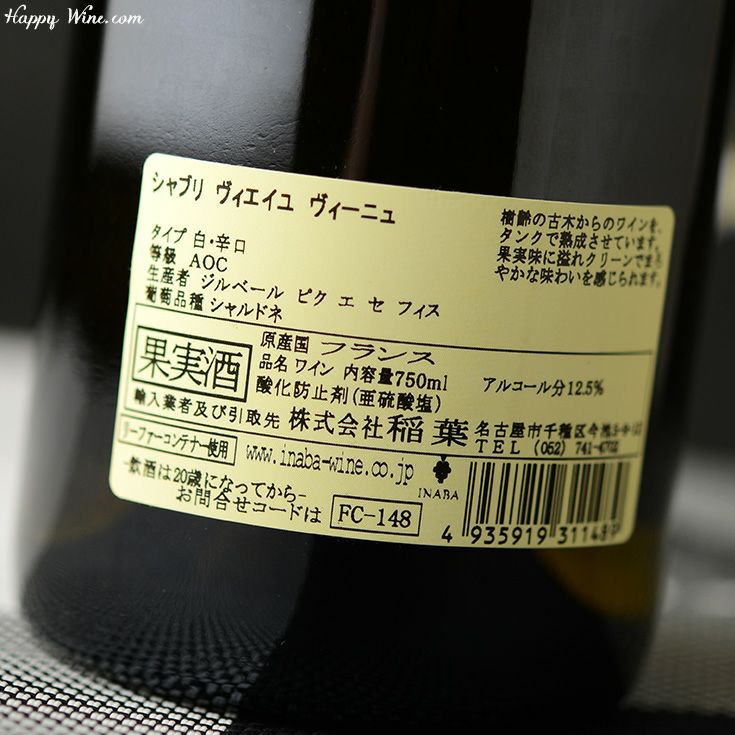 Happy Wine.com
シャブリ ヴィエイユ ヴィーニュ
タイプ 白・辛口
等級 AOC
生産者 ジルベール ピク エ セ フィス
葡萄品種 シャルドネ
樹齢の古木からのワインを、
タンクで熟成させています。
果実味に溢れクリーンでまろ
やかな味わいを感じられます。
果実酒
原産国 フランス
品名 ワイン 内容量750ml アルコール分12.5%
酸化防止剤(亜硫酸塩)
輸入業者及び引取先 株式会社 稲葉
名古屋市千種区今池
TEL (052) 741-4702
リーファーコンテナー使用
www.inaba-wine.co.jp
INABA
-飲酒は20歳になってから-
お問合せコードは FC-148
4 935919 311489